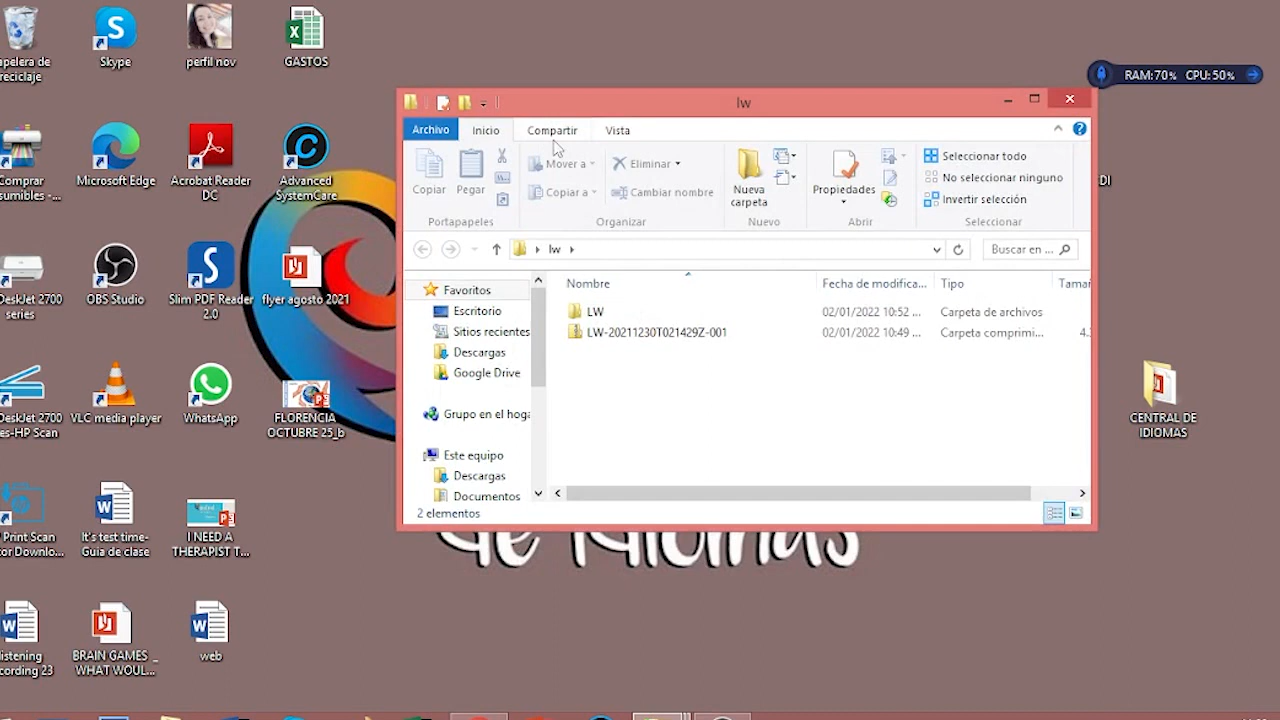 apelera de
reciclaje
Skype
perfil nov
GASTOS
Comprar
sumibles -...
Microsoft Edge
Acrobat Reader
DC
Advanced
SystemCare
DeskJet 2700
series
OBS Studio
Slim PDF Reader
2.0
flyer agosto 2021
DeskJet 2700
es-HP Scan
VLC media player
WhatsApp
FLORENCIA
OCTUBRE 25_b
Print Scan
tor Downlo...
It's test time-
Guia de clase
I NEED A
THERAPIST T...
listening
cording 23
BRAIN GAMES _
WHAT WOUL...
web
RAM:70% CPU:50%
lw
Archivo
Inicio
Compartir
Vista
Copiar
Pegar
Portapapeles
Mover a
Copiar a
Eliminar
Cambiar nombre
Organizar
Nueva
carpeta
Nuevo
Propiedades
Abrir
Seleccionar todo
No seleccionar ninguno
Invertir selección
Seleccionar
lw
Buscar en ...
Favoritos
Escritorio
Sitios recientes
Descargas
Google Drive
Grupo en el hoga
Este equipo
Descargas
Documentos
Nombre
Fecha de modifica...
Tipo
Tamar
LW
02/01/2022 10:52 ...
Carpeta de archivos
LW-20211230T021429Z-001
02/01/2022 10:49 ...
Carpeta comprimi...
4.
2 elementos
DI
CENTRAL DE
IDIOMAS
de Idiomas